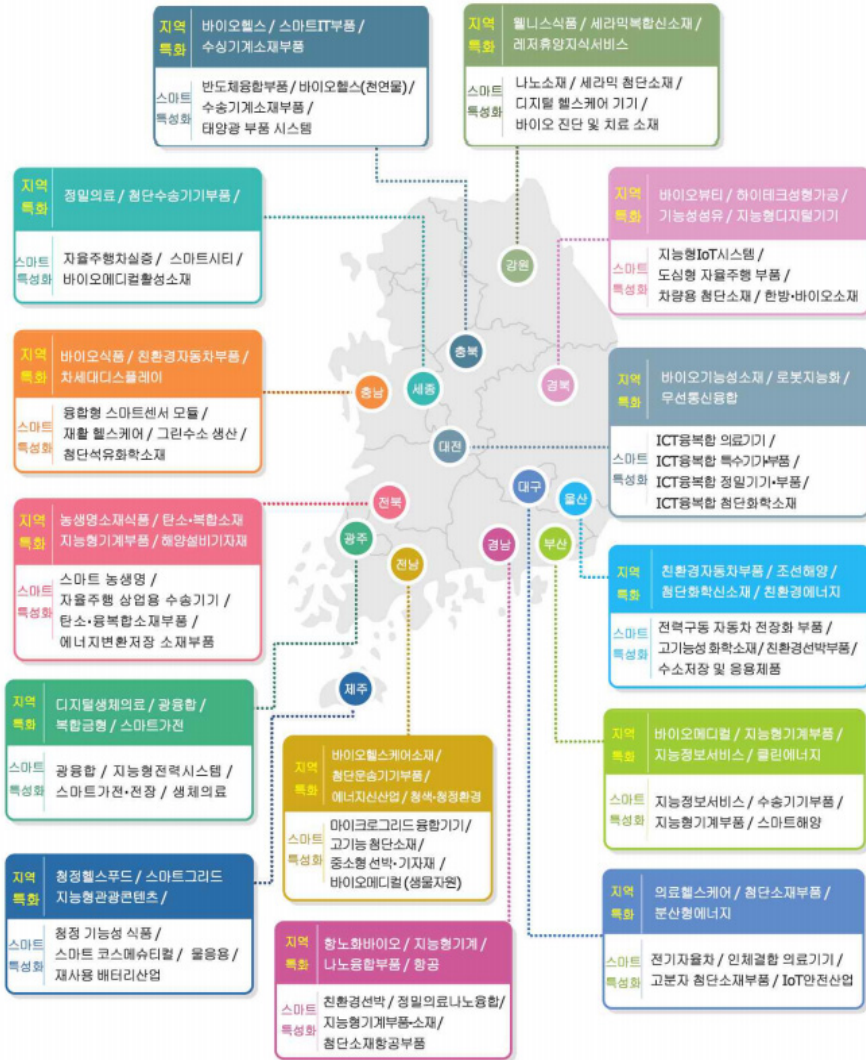 지역
특화
바이오헬스 / 스마트IT부품 /
수싱기계소재부품
스마트
특성화
반도체융합부품 / 바이오헬스(천연물) /
수송기계소재부품 /
태양광 부품 시스템
지역
특화
웰니스식품 / 세라믹복합신소재 /
레저휴양지식서비스
스마트
특성화
나노소재 / 세라믹 첨단소재 /
디지털 헬스케어 기기 /
바이오 진단 및 치료 소재
지역
특화
정밀의료 / 첨단수송기기부품 /
스마트
특성화
자율주행차실증 / 스마트시티 /
바이오메디컬활성소재
지역
특화
바이오뷰티 / 하이테크성형가공 /
기능성섬유 / 지능형디지털기기
스마트
특성화
지능형IoT시스템 /
도심형 자율주행 부품 /
차량용 첨단소재 / 한방•바이오소재
지역
특화
바이오식품 / 친환경자동차부품 /
차세대디스플레이
스마트
특성화
융합형 스마트센서 모듈 /
재활 헬스케어 / 그린수소 생산 /
첨단석유화학소재
지역
특화
바이오기능성소재 / 로봇지능화 /
무선통신융합
스마트
특성화
ICT융복합 의료기기 /
ICT융복합 특수기가부품 /
ICT융복합 정밀기기•부품 /
ICT융복합 첨단화학소재
지역
특화
농생명소재식품 / 탄소•복합소재
지능형기계부품 / 해양설비기자재
스마트
특성화
스마트 농생명 /
자율주행 상업용 수송기기 /
탄소•융복합소재부품 /
에너지변환저장 소재부품
지역
특화
친환경자동차부품 / 조선해양 /
첨단화학신소재 / 친환경에너지
스마트
특성화
전력구동 자동차 전장화 부품 /
고기능성 화학소재 / 친환경선박부품 /
수소저장 및 응용제품
지역
특화
디지털생체의료 / 광융합 /
복합금형 / 스마트가전
스마트
특성화
광융합 / 지능형전력시스템 /
스마트가전•전장 / 생체의료
지역
특화
바이오헬스케어소재 /
첨단운송기기부품 /
에너지신산업 / 청색•청정환경
스마트
특성화
마이크로그리드 융합기기 /
고기능 첨단소재 /
중소형 선박•기자재 /
바이오메디컬 (생물자원)
지역
특화
바이오메디컬 / 지능형기계부품 /
지능정보서비스 / 클린에너지
스마트
특성화
지능정보서비스 / 수송기기부품 /
지능형기계부품 / 스마트해양
지역
특화
청정헬스푸드 / 스마트그리드
지능형관광콘텐츠 /
스마트
특성화
청정 기능성 식품 /
스마트 코스메슈티컬 / 물응용 /
재사용 배터리산업
지역
특화
항노화바이오 / 지능형기계 /
나노융합부품 / 항공
스마트
특성화
친환경선박 / 정밀의료나노융합/
지능형기계부품•소재 /
첨단소재항공부품
지역
특화
의료헬스케어 / 첨단소재부품 /
분산형에너지
스마트
특성화
전기자율차 / 인체결합 의료기기 /
고분자 첨단소재부품 / IoT안전산업
강원
충북
충남
세종
경북
대전
대구
울산
전북
광주
전남
경남
부산
제주